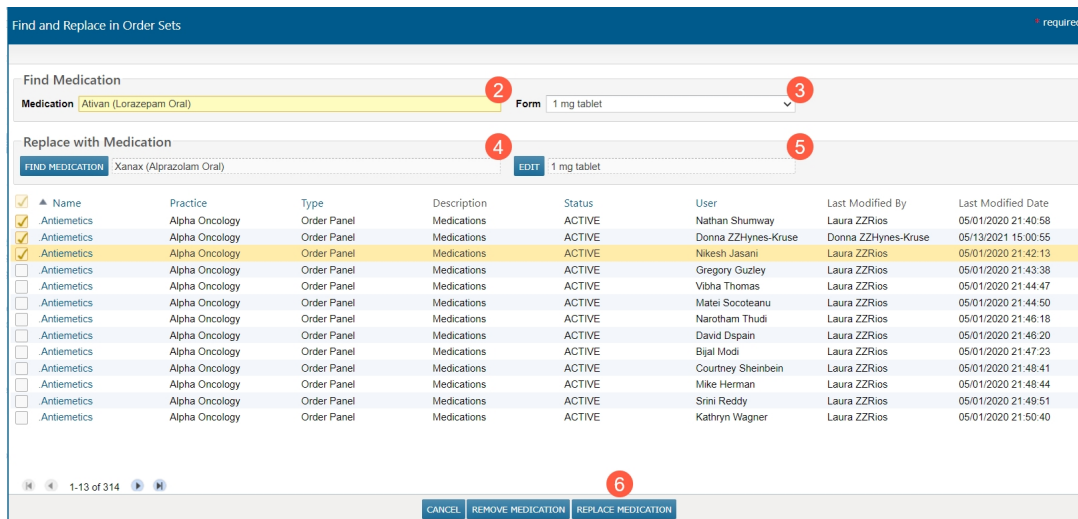 Find and Replace in Order Sets * required
Find Medication
2 3
Medication Ativan (Lorazepam Oral) Form 1 mg tablet
Replace with Medication
4 5
FIND MEDICATION Xanax (Alprazolam Oral) EDIT 1 mg tablet
Name Practice Type Description Status User Last Modified By Last Modified Date
.Antiemetics Alpha Oncology Order Panel Medications ACTIVE Nathan Shumway Laura ZZRios 05/01/2020 21:40:58
.Antiemetics Alpha Oncology Order Panel Medications ACTIVE Donna ZZHynes-Kruse Donna ZZHynes-Kruse 05/13/2021 15:00:55
.Antiemetics Alpha Oncology Order Panel Medications ACTIVE Nikesh Jasani Laura ZZRios 05/01/2020 21:42:13
.Antiemetics Alpha Oncology Order Panel Medications ACTIVE Gregory Guzley Laura ZZRios 05/01/2020 21:43:38
.Antiemetics Alpha Oncology Order Panel Medications ACTIVE Vibha Thomas Laura ZZRios 05/01/2020 21:44:47
.Antiemetics Alpha Oncology Order Panel Medications ACTIVE Matei Socoteanu Laura ZZRios 05/01/2020 21:44:50
.Antiemetics Alpha Oncology Order Panel Medications ACTIVE Narotham Thudi Laura ZZRios 05/01/2020 21:46:18
.Antiemetics Alpha Oncology Order Panel Medications ACTIVE David Dspain Laura ZZRios 05/01/2020 21:46:20
.Antiemetics Alpha Oncology Order Panel Medications ACTIVE Bijal Modi Laura ZZRios 05/01/2020 21:47:23
.Antiemetics Alpha Oncology Order Panel Medications ACTIVE Courtney Sheinbein Laura ZZRios 05/01/2020 21:48:41
.Antiemetics Alpha Oncology Order Panel Medications ACTIVE Mike Herman Laura ZZRios 05/01/2020 21:48:44
.Antiemetics Alpha Oncology Order Panel Medications ACTIVE Srini Reddy Laura ZZRios 05/01/2020 21:49:51
.Antiemetics Alpha Oncology Order Panel Medications ACTIVE Kathryn Wagner Laura ZZRios 05/01/2020 21:50:40
1-13 of 314
6
CANCEL REMOVE MEDICATION REPLACE MEDICATION